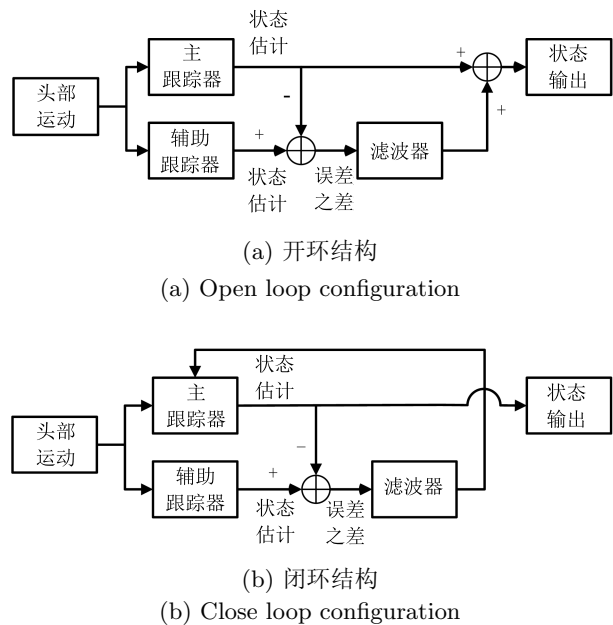 状态
估计
主
跟踪器
+
状态
输出
头部
运动
-
+
辅助
跟踪器
+
滤波器
状态
估计
误差
之差
(a) 开环结构
(a) Open loop configuration
状态
估计
主
跟踪器
状态
输出
头部
运动
−
辅助
跟踪器
+
滤波器
状态
估计
误差
之差
(b) 闭环结构
(b) Close loop configuration